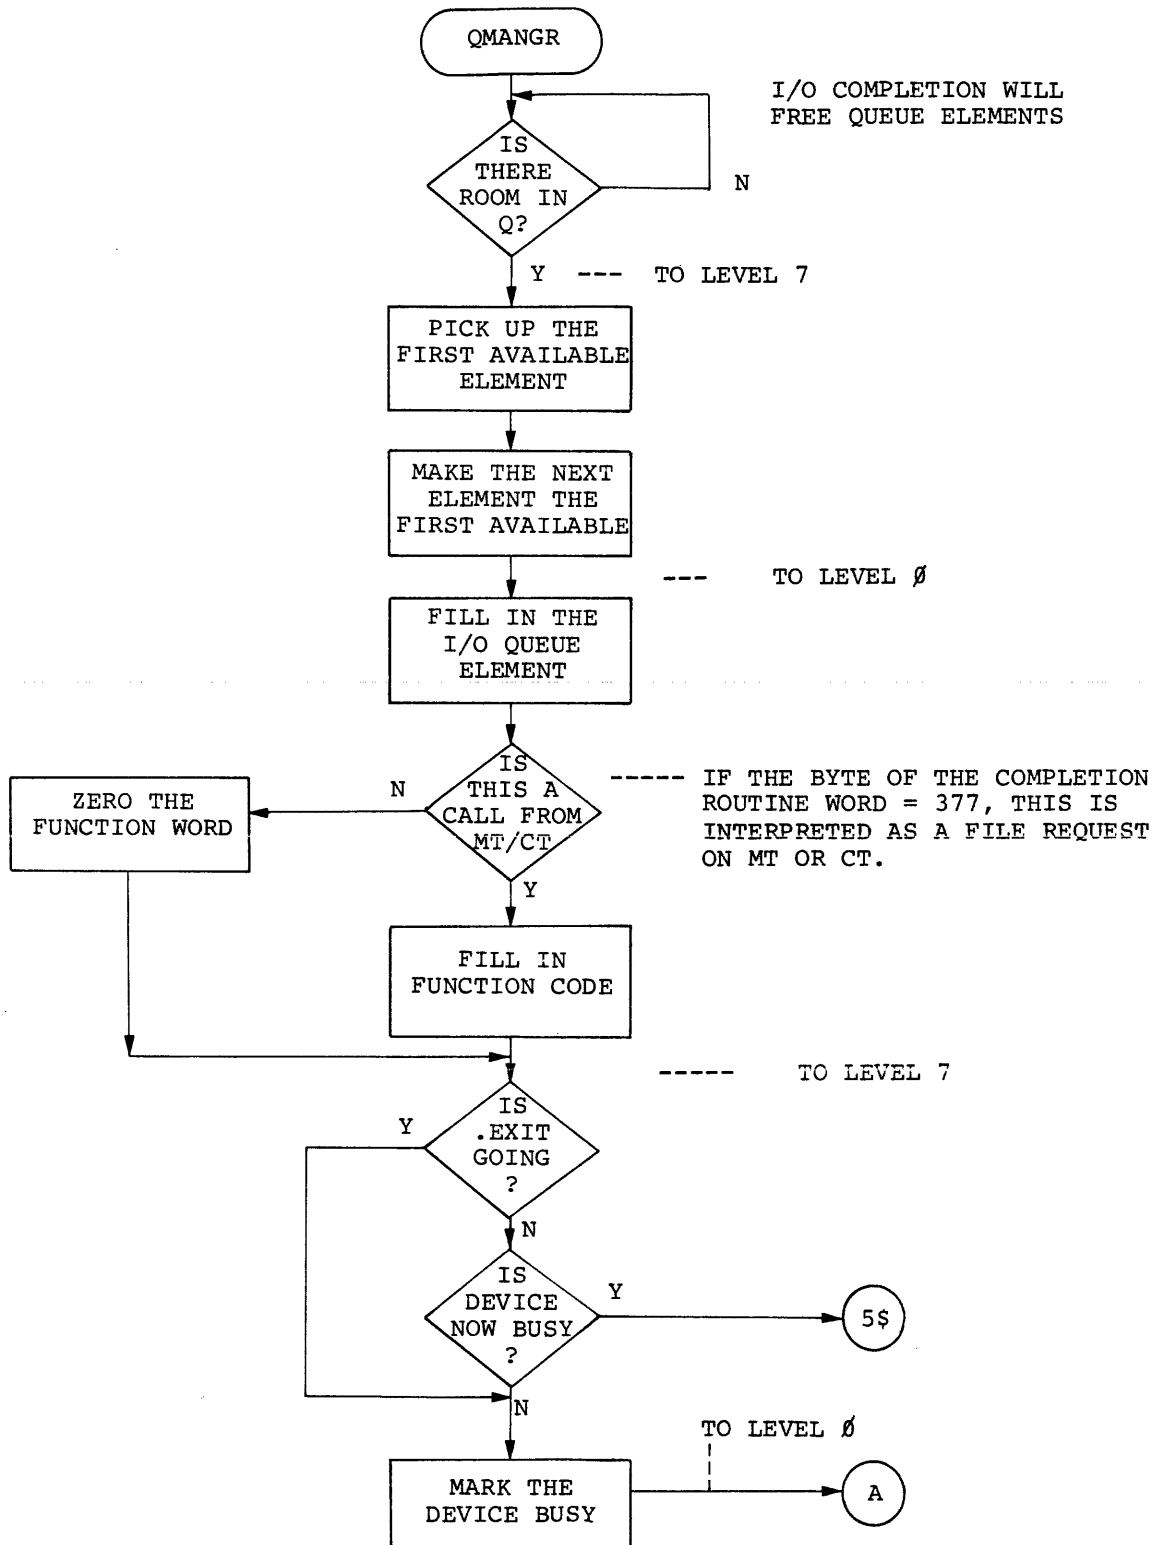 QMANGR
I/O COMPLETION WILL
FREE QUEUE ELEMENTS
IS
THERE
ROOM IN
Q?
N
Y --- TO LEVEL 7
PICK UP THE
FIRST AVAILABLE
ELEMENT
MAKE THE NEXT
ELEMENT THE
FIRST AVAILABLE
--- TO LEVEL Ø
FILL IN THE
I/O QUEUE
ELEMENT
IS
THIS A
CALL FROM
MT/CT
N
Y
----- IF THE BYTE OF THE COMPLETION
ROUTINE WORD = 377, THIS IS
INTERPRETED AS A FILE REQUEST
ON MT OR CT.
ZERO THE
FUNCTION WORD
FILL IN
FUNCTION CODE
----- TO LEVEL 7
IS
.EXIT
GOING
?
Y
N
IS
DEVICE
NOW BUSY
?
Y
5$
N
TO LEVEL Ø
MARK THE
DEVICE BUSY
A